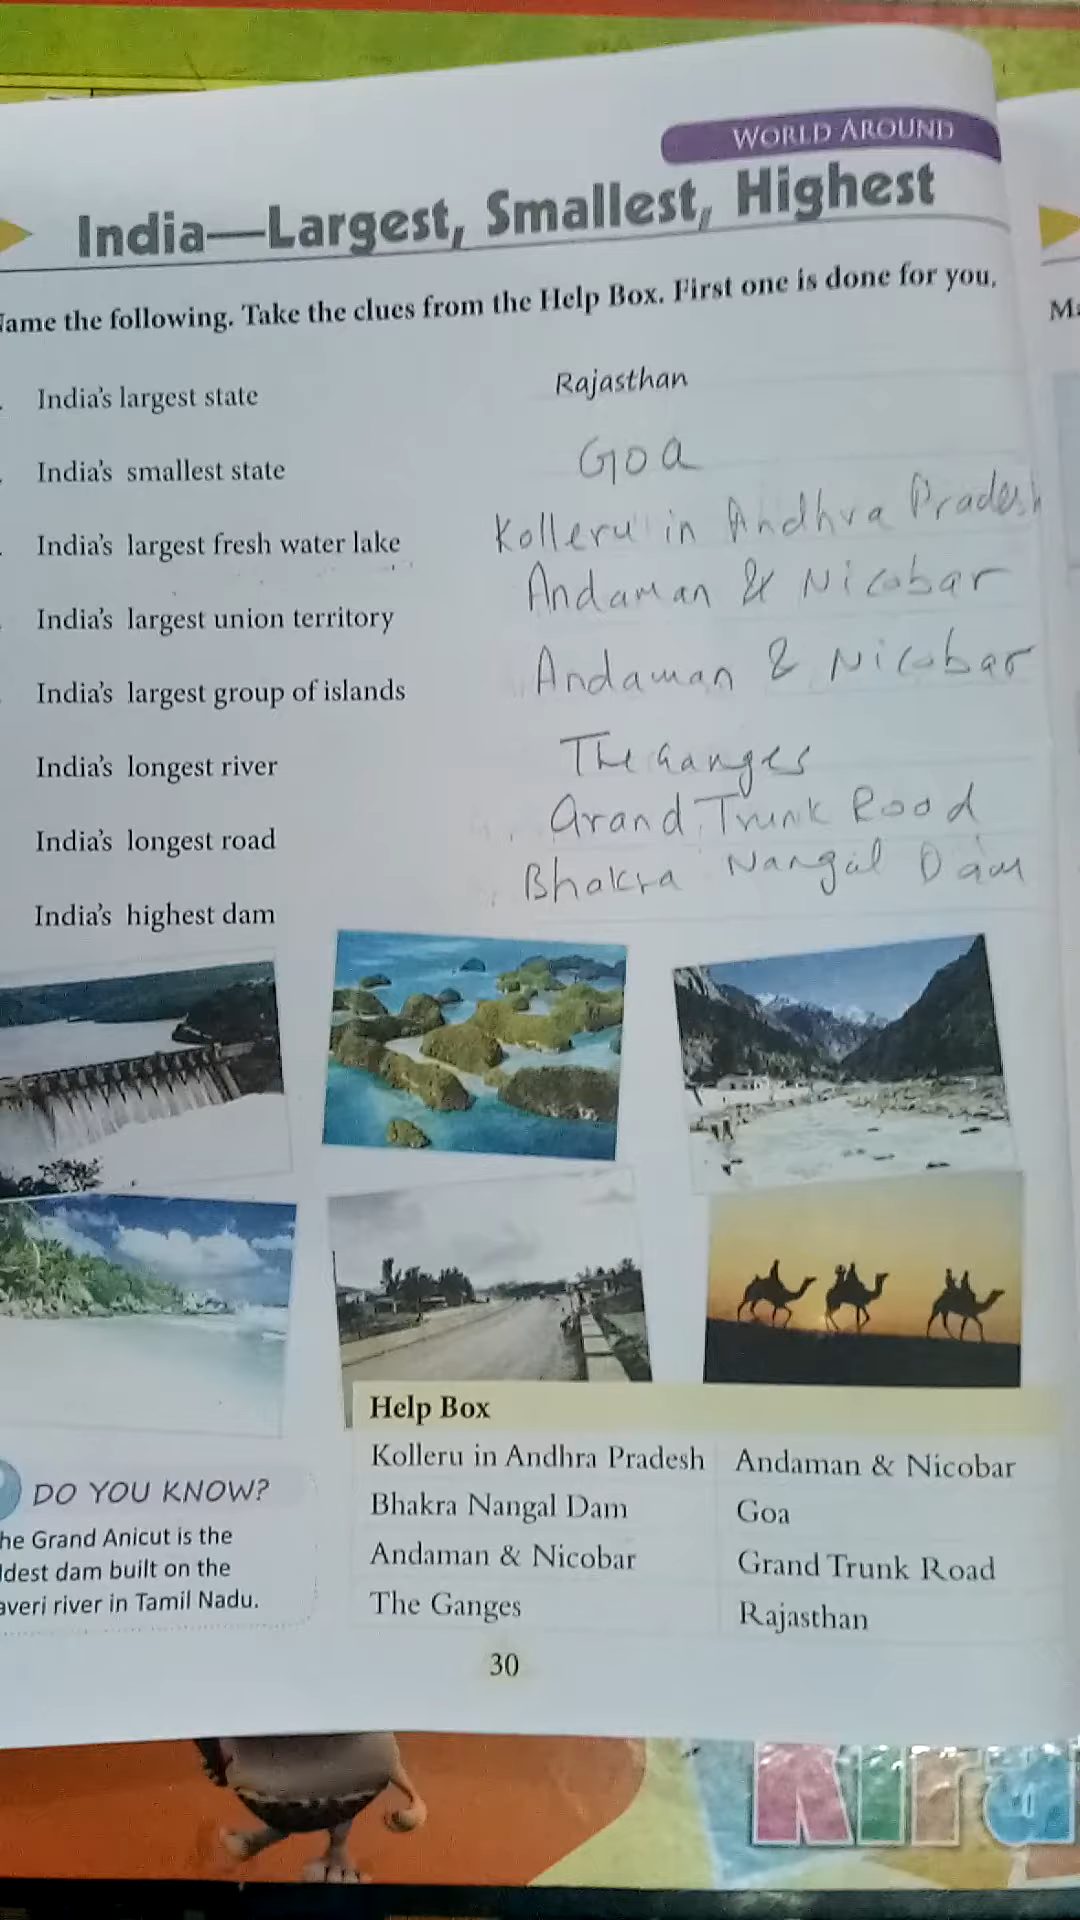 WORLD AROUND
India—Largest, Smallest, Highest
ame the following. Take the clues from the Help Box. First one is done for you.
India's largest state Rajasthan
India's smallest state Goa
India's largest fresh water lake Kolleru in Andhra Pradesh
India's largest union territory Andaman & Nicobar
India's largest group of islands Andaman & Nicobar
India's longest river The Ganges
India's longest road Grand Trunk Rood
India's highest dam Bhakra Nangal Dam
Help Box
Kolleru in Andhra Pradesh Andaman & Nicobar
Bhakra Nangal Dam Goa
Andaman & Nicobar Grand Trunk Road
The Ganges Rajasthan
DO YOU KNOW?
he Grand Anicut is the
ldest dam built on the
averi river in Tamil Nadu.
30